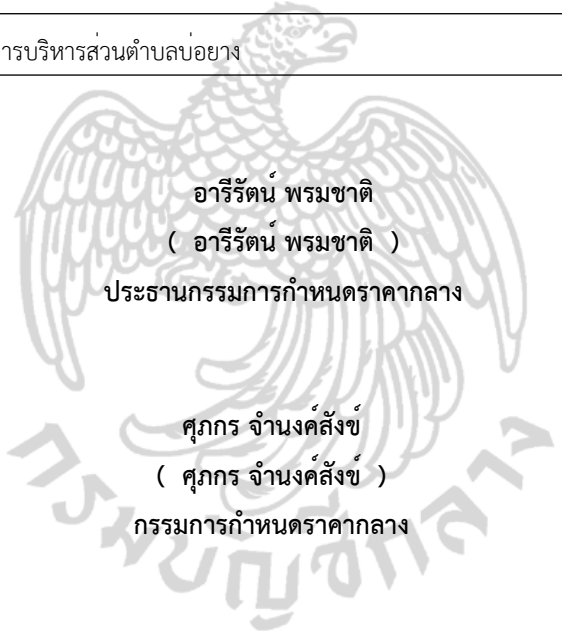 ารบริหารส่วนตำบลบ่อยาง
อารีรัตน์ พรมชาติ
( อารีรัตน์ พรมชาติ )
ประธานกรรมการกำหนดราคากลาง
ศุภกร จำนงค์สังข์
( ศุภกร จำนงค์สังข์ )
กรรมการกำหนดราคากลาง
กรมบัญชีกลาง